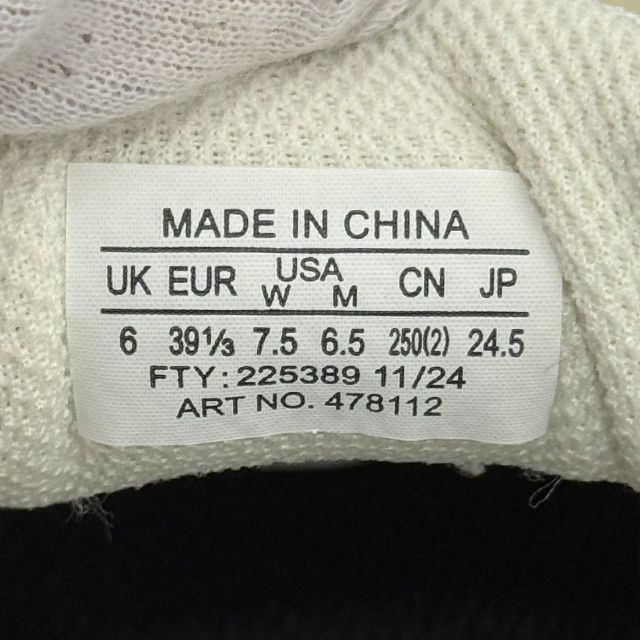 MADE IN CHINA
UK EUR USA W M CN JP
6 39⅓ 7.5 6.5 250(2) 24.5
FTY: 225389 11/24
ART NO. 478112